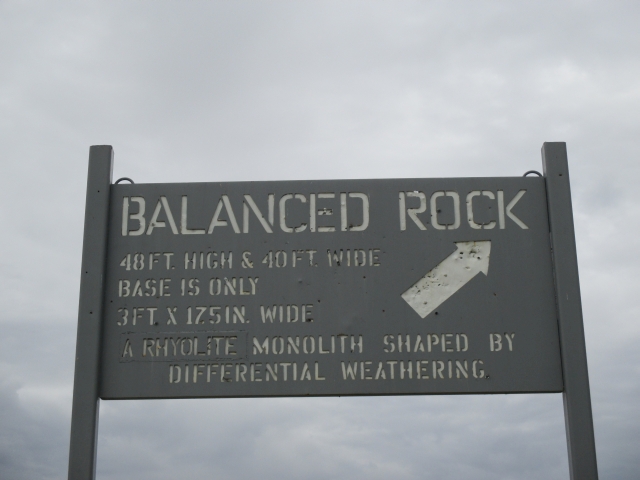 BALANCED ROCK
48 FT. HIGH & 40 FT. WIDE
BASE IS ONLY
3 FT. X 17.5 IN. WIDE
A RHYOLITE MONOLITH SHAPED BY
DIFFERENTIAL WEATHERING.